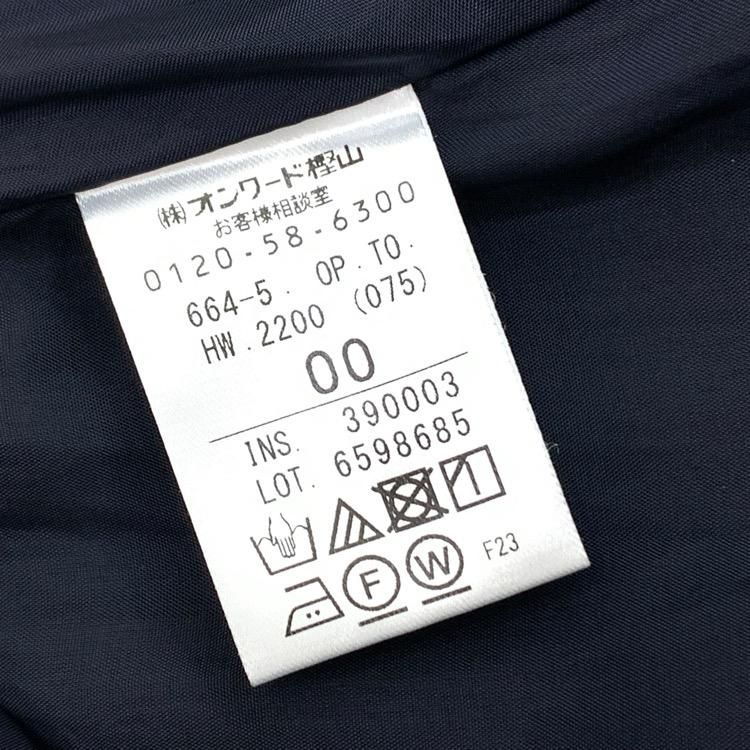 (株)オンワード樫山
お客様相談室
0120-58-6300
664-5. OP.TO.
HW.2200 (075)
00
INS. 390003
LOT. 6598685
F W F23